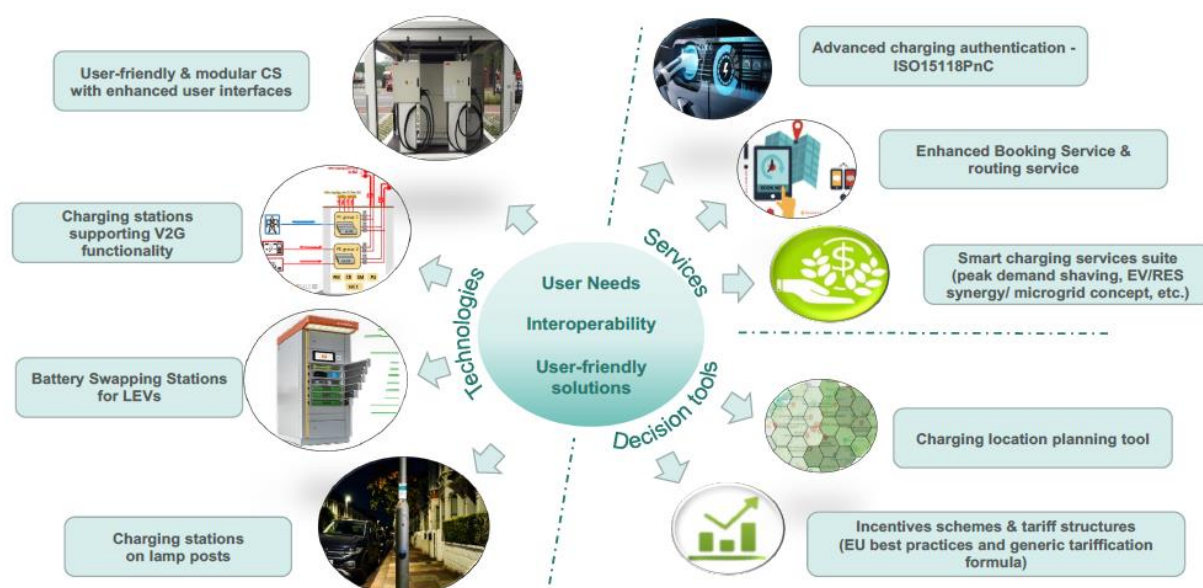 User-friendly & modular CS
with enhanced user interfaces
Charging stations
supporting V2G
functionality
Battery Swapping Stations
for LEVs
Charging stations
on lamp posts
Technologies
User Needs
Interoperability
User-friendly
solutions
Services
Decision tools
Advanced charging authentication -
ISO15118PnC
Enhanced Booking Service &
routing service
Smart charging services suite
(peak demand shaving, EV/RES
synergy/ microgrid concept, etc.)
Charging location planning tool
Incentives schemes & tariff structures
(EU best practices and generic tariffication
formula)